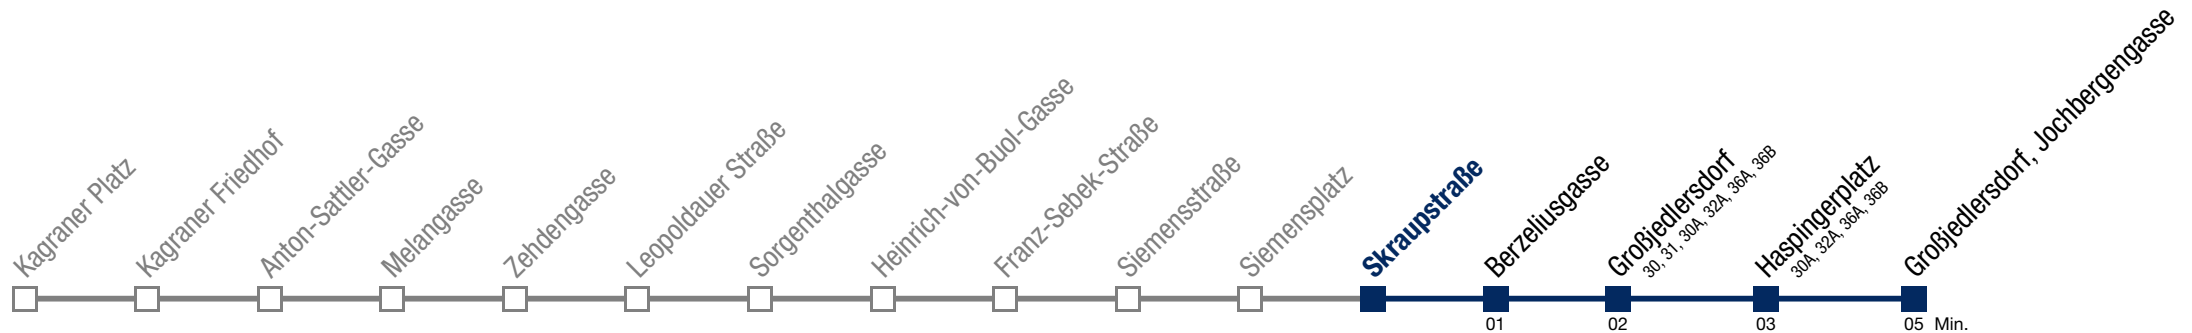 Kagraner Platz
Kagraner Friedhof
Anton-Sattler-Gasse
Melangasse
Zehdengasse
Leopoldauer Straße
Sorgenthalgasse
Heinrich-von-Buol-Gasse
Franz-Sebek-Straße
Siemensstraße
Siemensplatz
Skraupstraße
Berzeliusgasse
Großjedlersdorf
30, 31, 30A, 32A, 36A, 36B
Haspingerplatz
30A, 32A, 36A, 36B
Großjedlersdorf, Jochbergengasse
01 02 03 05 Min.